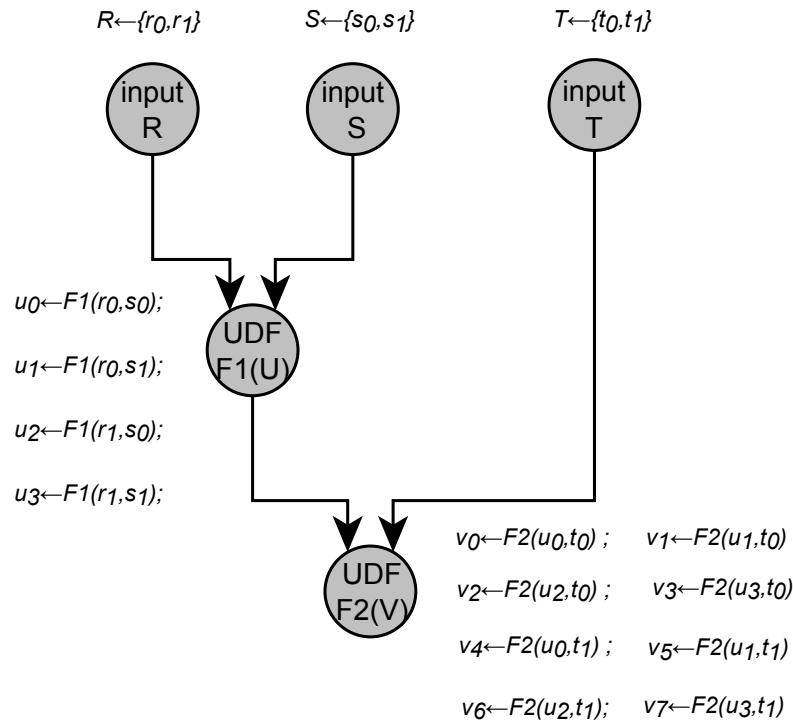 R←{r0,r1}
S←{s0,s1}
T←{t0,t1}
input
R
input
S
input
T
u0←F1(r0,s0);
u1←F1(r0,s1);
u2←F1(r1,s0);
u3←F1(r1,s1);
UDF
F1(U)
UDF
F2(V)
v0←F2(u0,t0) ;
v1←F2(u1,t0)
v2←F2(u2,t0) ;
v3←F2(u3,t0)
v4←F2(u0,t1) ;
v5←F2(u1,t1)
v6←F2(u2,t1);
v7←F2(u3,t1)